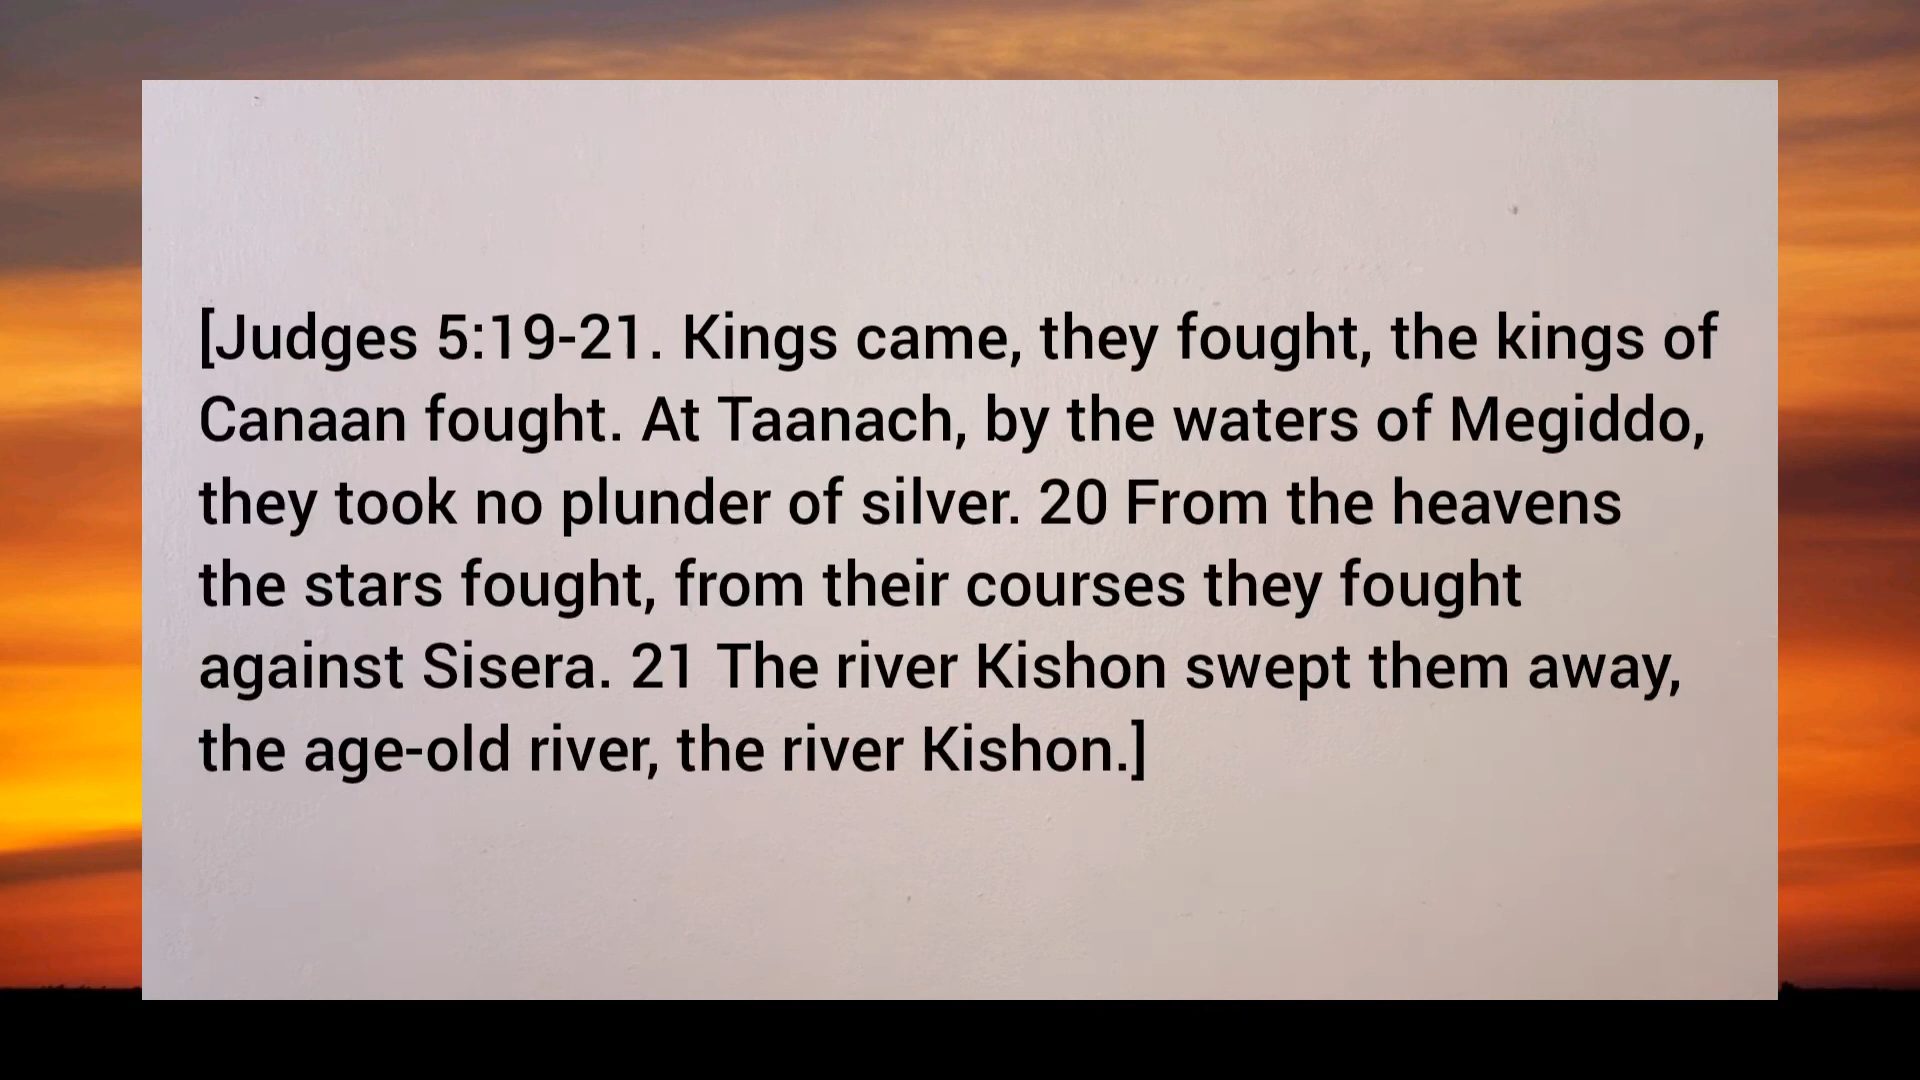 [Judges 5:19-21. Kings came, they fought, the kings of
Canaan fought. At Taanach, by the waters of Megiddo,
they took no plunder of silver. 20 From the heavens
the stars fought, from their courses they fought
against Sisera. 21 The river Kishon swept them away,
the age-old river, the river Kishon.]